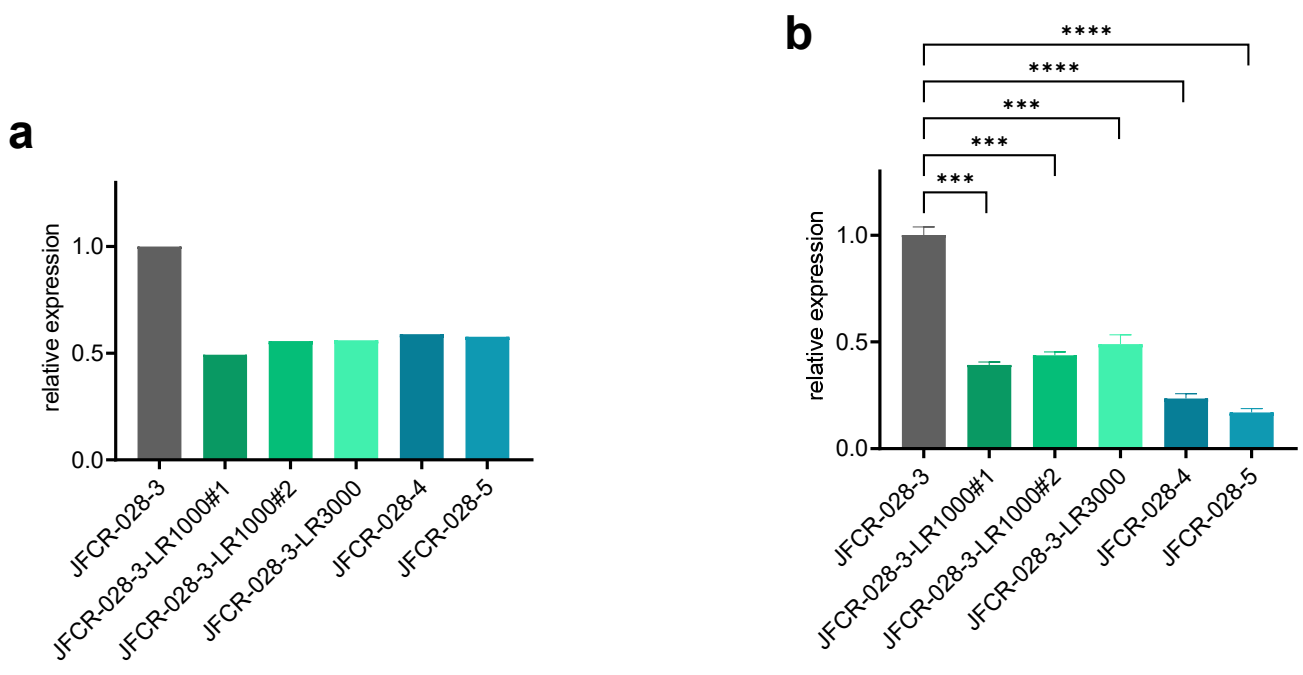 a
relative expression
1.0
0.5
0.0
JFCR-028-3
JFCR-028-3-LR1000#1
JFCR-028-3-LR1000#2
JFCR-028-3-LR3000
JFCR-028-4
JFCR-028-5
b
****
****
***
***
***
relative expression
1.0
0.5
0.0
JFCR-028-3
JFCR-028-3-LR1000#1
JFCR-028-3-LR1000#2
JFCR-028-3-LR3000
JFCR-028-4
JFCR-028-5